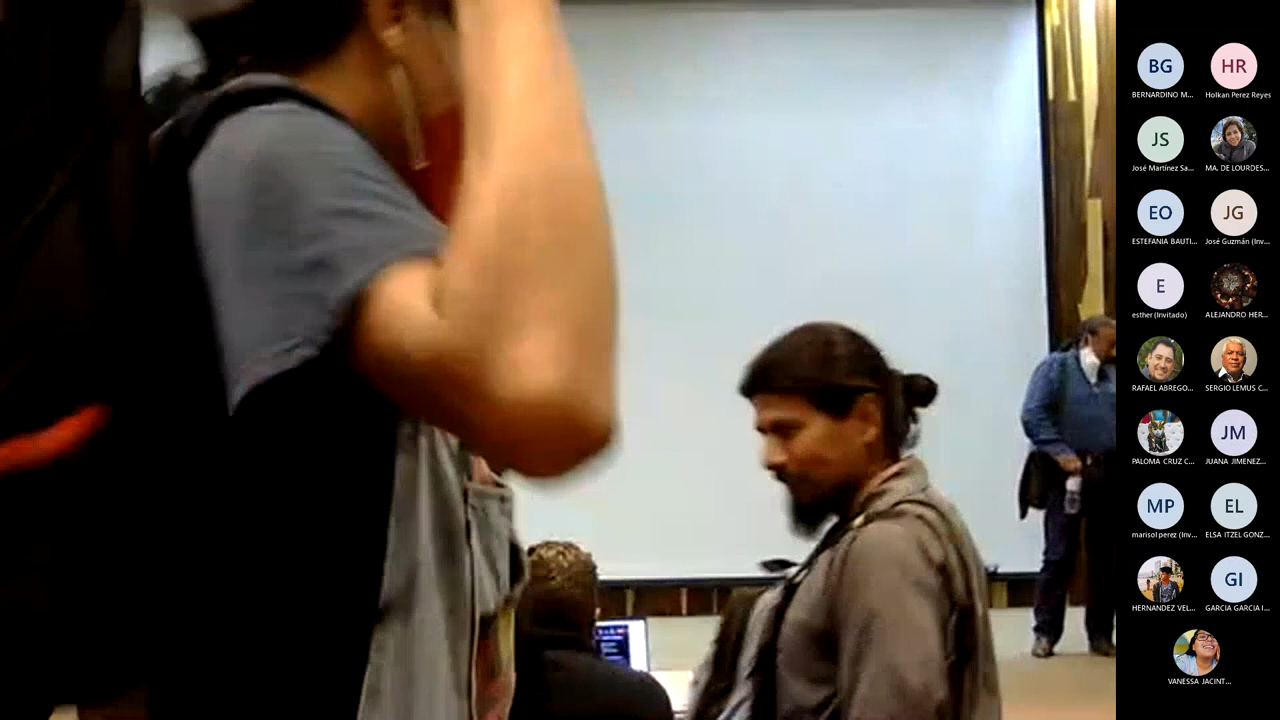 BG
HR
BERNARDINO M...
Holkan Perez Reyes
JS
José Martínez Sa...
MA. DE LOURDES...
EO
JG
ESTEFANIA BAUTI...
José Guzmán (Inv...
E
esther (Invitado)
ALEJANDRO HER...
RAFAEL ABREGO...
SERGIO LEMUS C...
JM
PALOMA CRUZ C...
JUANA JIMENEZ...
MP
EL
marisol perez (Inv...
ELSA ITZEL GONZ...
GI
HERNANDEZ VEL...
GARCIA GARCIA I...
VANESSA JACINT...